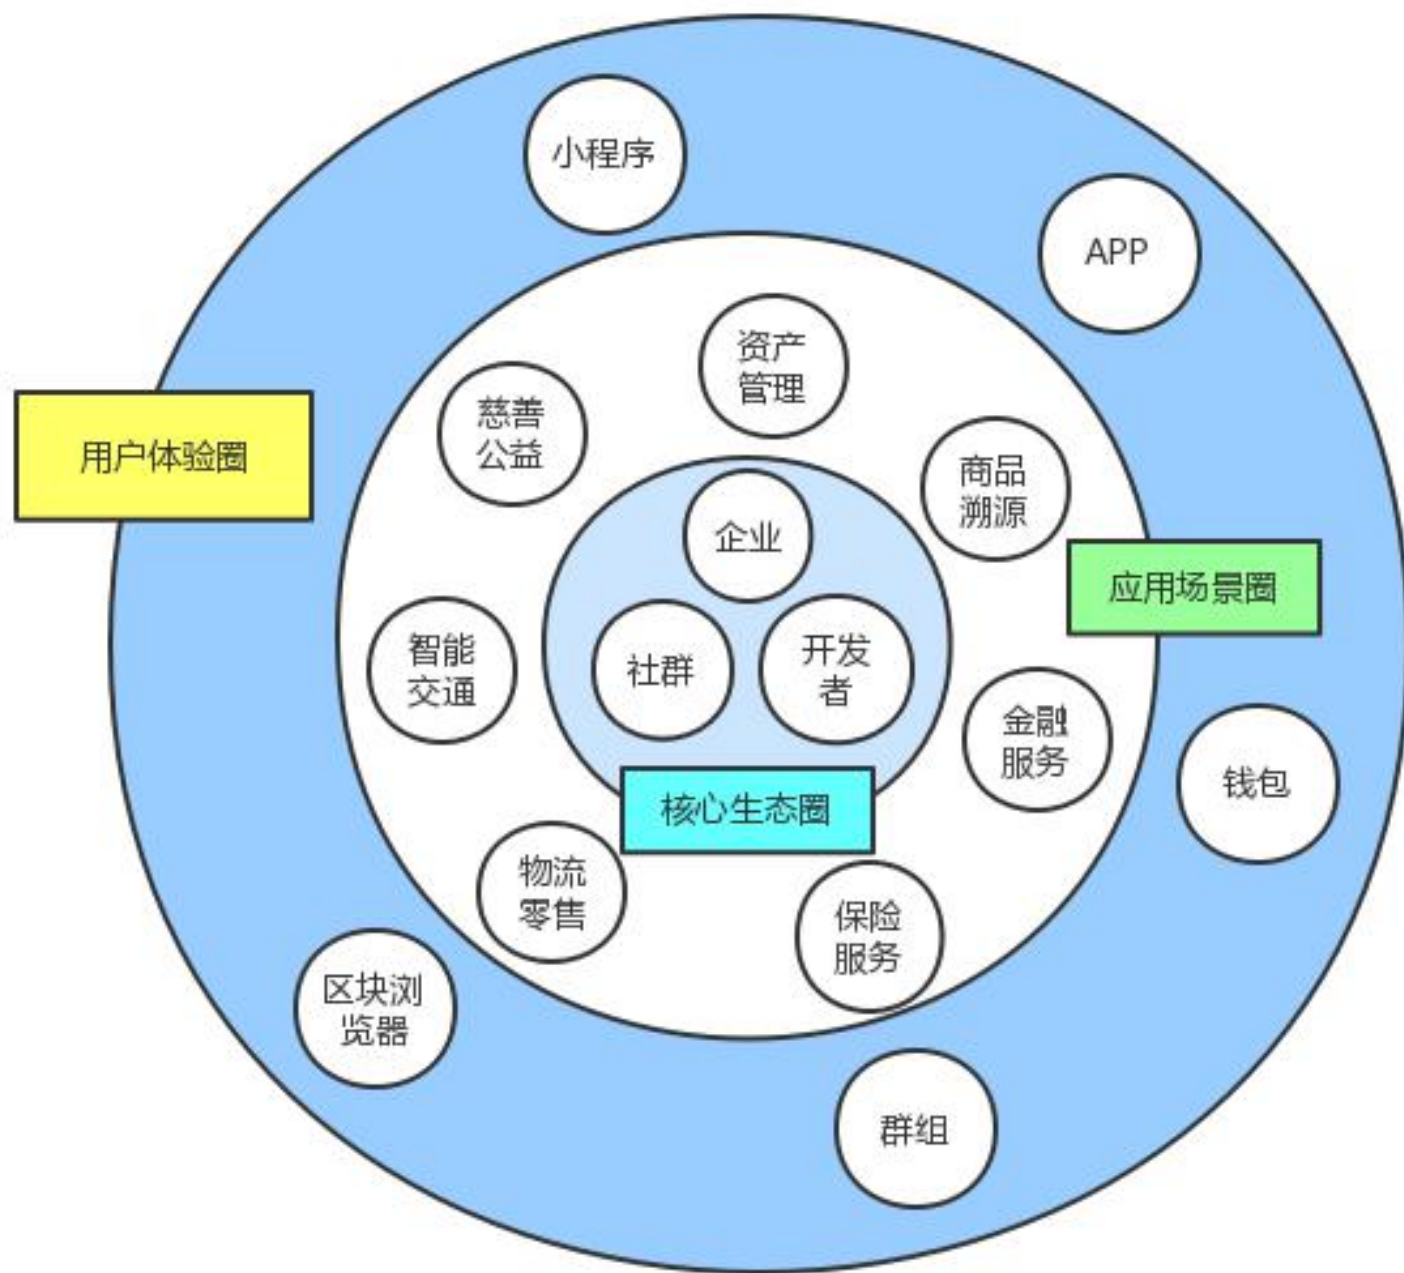 小程序
APP
资产
管理
慈善
公益
用户体验圈
商品
溯源
企业
应用场景圈
智能
交通
社群
开发
者
金融
服务
钱包
核心生态圈
物流
零售
保险
服务
区块浏
览器
群组